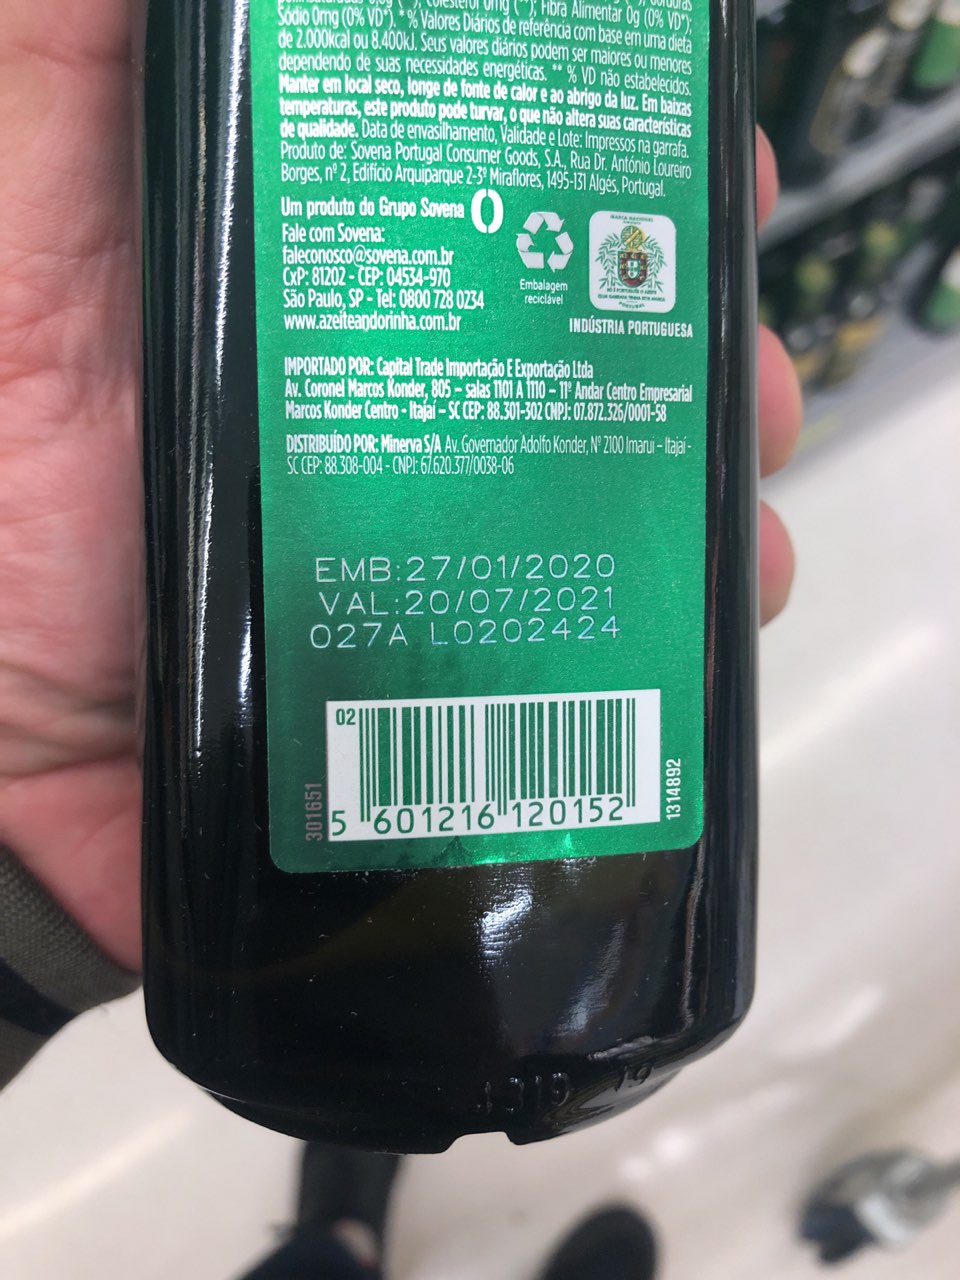 Colesterol 0mg (**); Fibra Alimentar 0g (0% VD*);
Sódio 0mg (0% VD*). * % Valores Diários de referência com base em uma dieta
de 2.000kcal ou 8.400kJ. Seus valores diários podem ser maiores ou menores
dependendo de suas necessidades energéticas. ** % VD não estabelecidos.
Manter em local seco, longe de fonte de calor e ao abrigo da luz. Em baixas
temperaturas, este produto pode turvar, o que não altera suas características
de qualidade. Data de envasilhamento, Validade e Lote: Impressos na garrafa.
Produto de: Sovena Portugal Consumer Goods, S.A., Rua Dr. António Loureiro
Borges, nº 2, Edifício Arquiparque 2-3º Miraflores, 1495-131 Algés, Portugal.
Um produto do Grupo Sovena
Fale com Sovena:
faleconosco@sovena.com.br
CxP: 81202 - CEP: 04534-970
São Paulo, SP - Tel: 0800 728 0234
www.azeiteandorinha.com.br
Embalagem
reciclável
MARCA NACIONAL
PORTUGAL
INDÚSTRIA PORTUGUESA
IMPORTADO POR: Capital Trade Importação E Exportação Ltda
Av. Coronel Marcos Konder, 805 – salas 1101 A 1110 – 11º Andar Centro Empresarial
Marcos Konder Centro - Itajaí – SC CEP: 88.301-302 CNPJ: 07.872.326/0001-58
DISTRIBUÍDO POR: Minerva S/A Av. Governador Adolfo Konder, Nº 2100 Imaruí – Itajaí -
SC CEP: 88.308-004 - CNPJ: 67.620.377/0038-06
EMB:27/01/2020
VAL:20/07/2021
027A L0202424
02
301651
5 601216 120152
1314892